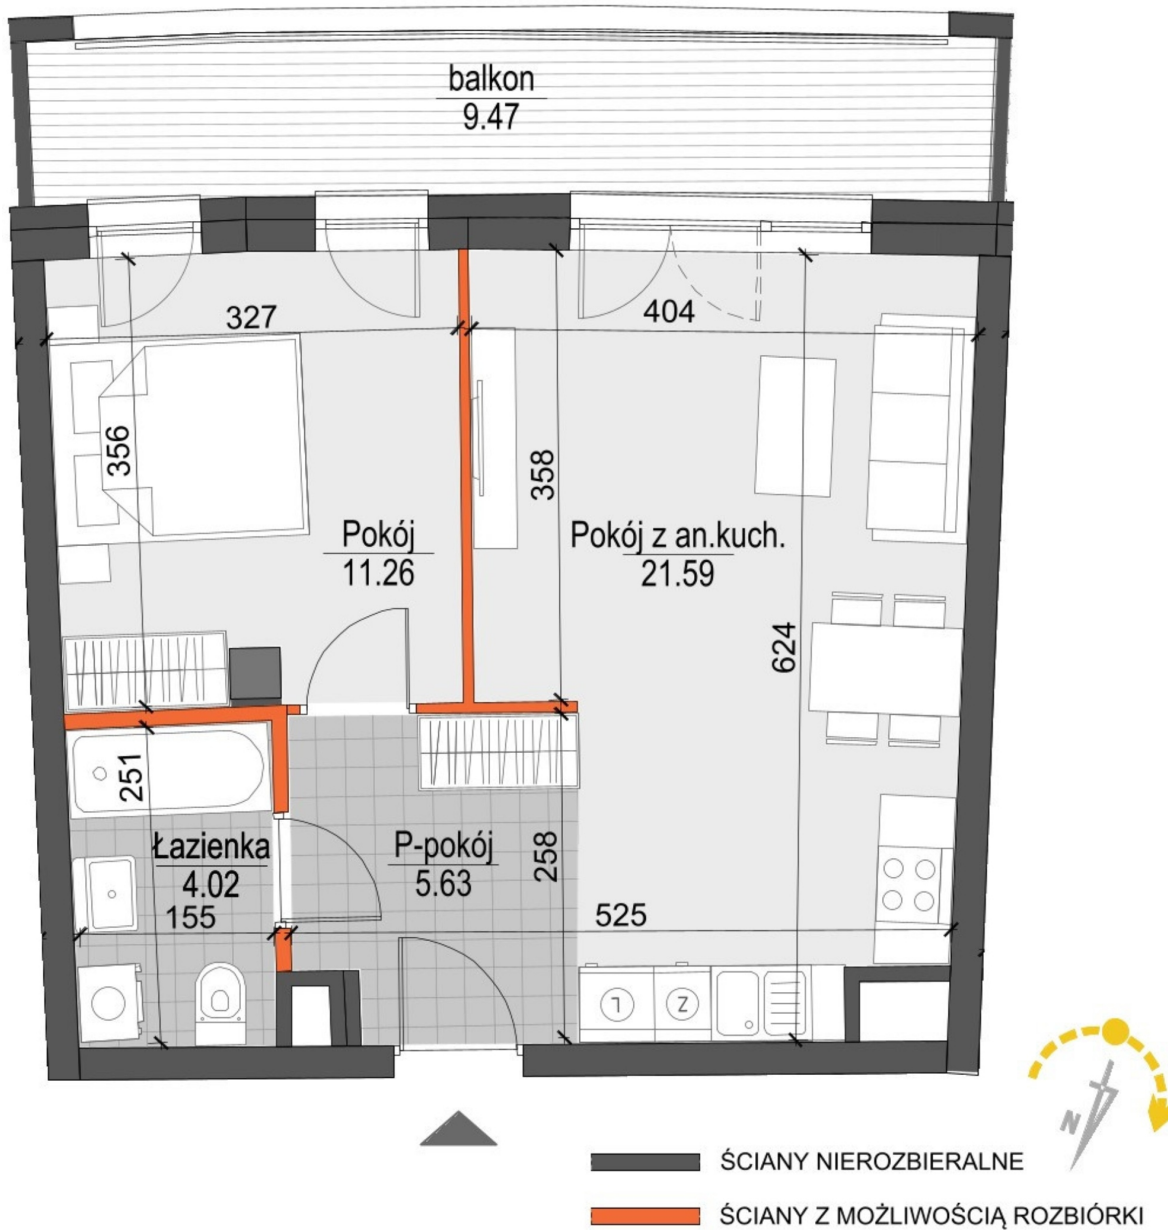 balkon
9.47
327
404
356
358
Pokój
11.26
Pokój z an.kuch.
21.59
624
251
Łazienka
4.02
155
P-pokój
5.63
258
525
L
Z
N
ŚCIANY NIEROZBIERALNE
ŚCIANY Z MOŻLIWOŚCIĄ ROZBIÓRKI